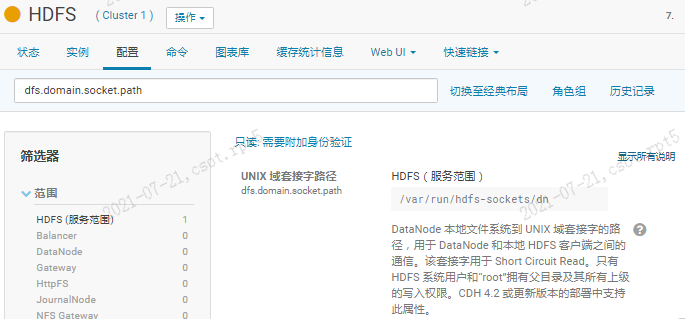 HDFS ( Cluster 1 ) 操作 7.
状态 实例 配置 命令 图表库 缓存统计信息 Web UI 快速链接
dfs.domain.socket.path 切换至经典布局 角色组 历史记录
只读: 需要附加身份验证
筛选器 显示所有说明
UNIX 域套接字路径 HDFS（服务范围）
dfs.domain.socket.path
范围 /var/run/hdfs-sockets/dn
HDFS (服务范围) 1
Balancer 0
DataNode 0
Gateway 0
HttpFS 0
JournalNode 0
NFS Gateway 0
DataNode 本地文件系统到 UNIX 域套接字的路
径，用于 DataNode 和本地 HDFS 客户端之间的
通信。该套接字用于 Short Circuit Read。只有
HDFS 系统用户和“root”拥有父目录及其所有上级
的写入权限。CDH 4.2 或更新版本的部署中支持
此属性。
2021-07-21,csot.rpt5
2021-07-21,csot.rpt5